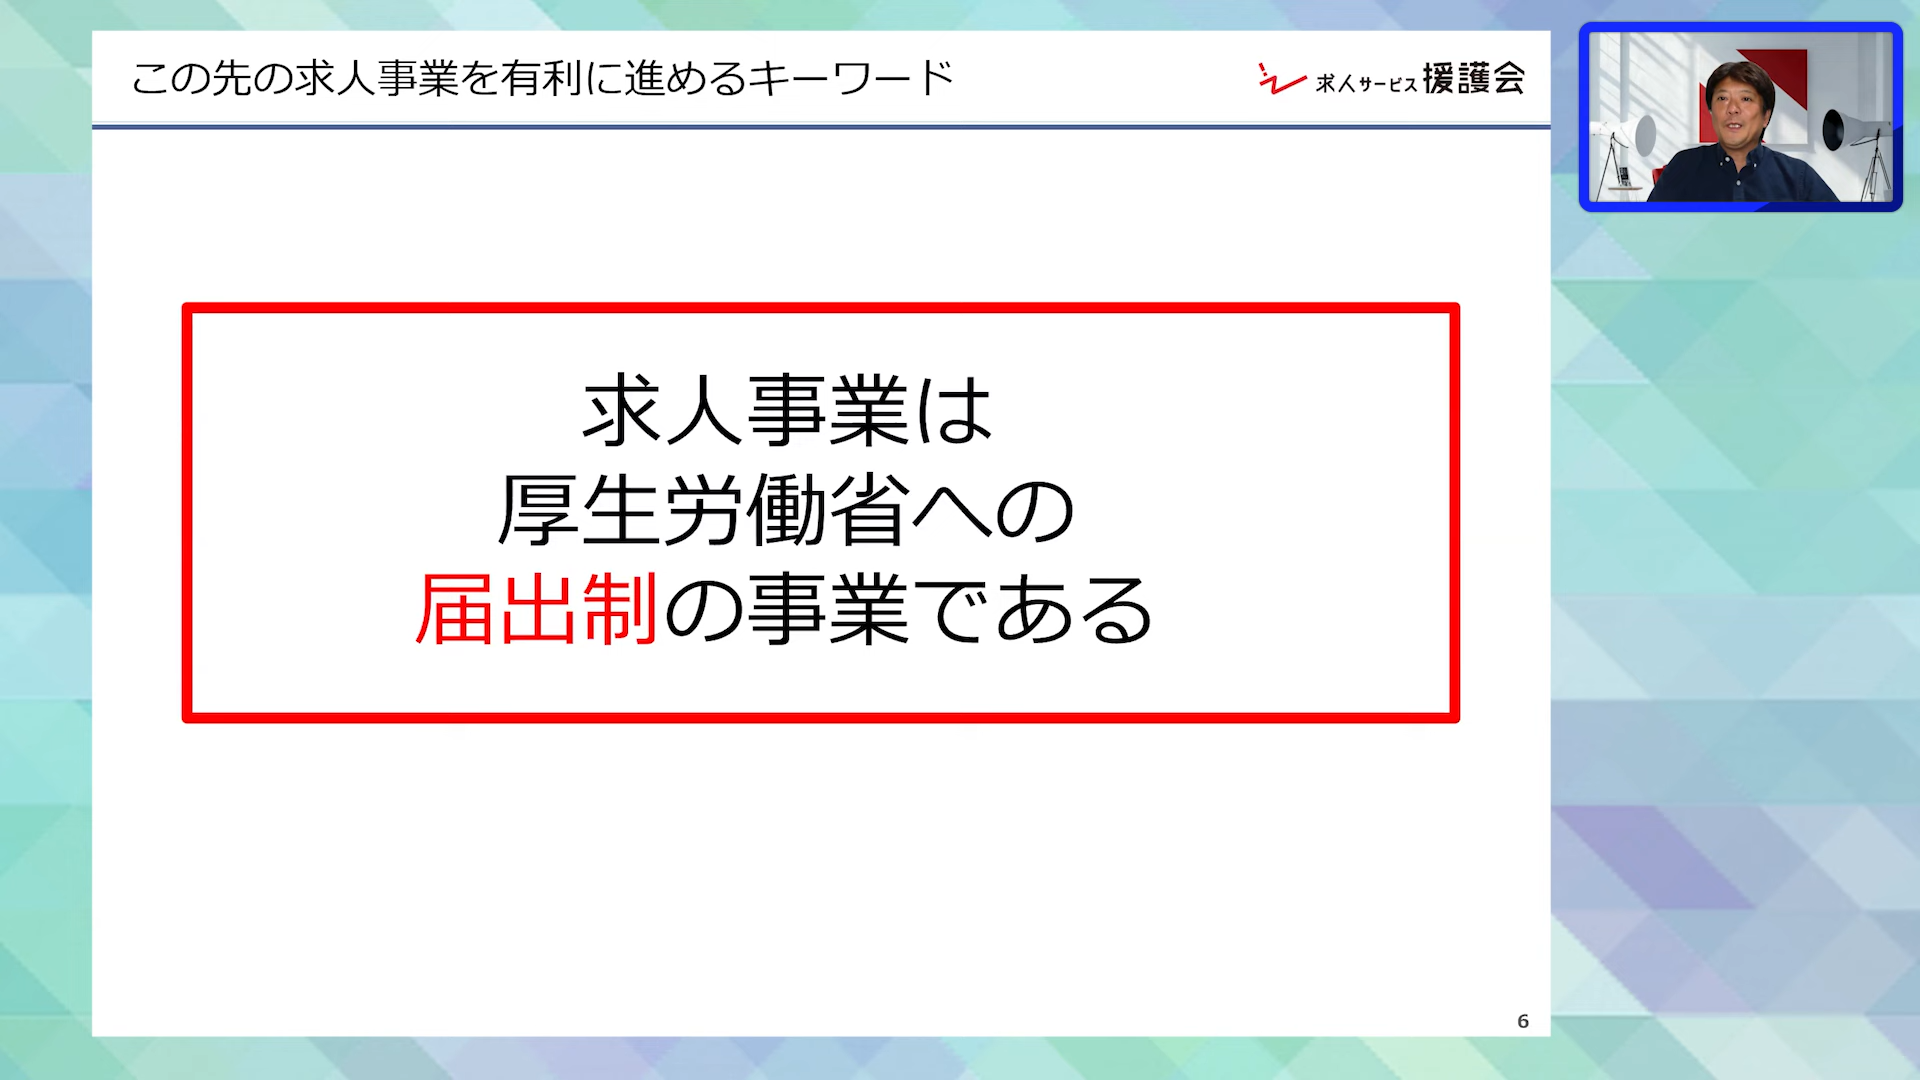 この先の求人事業を有利に進めるキーワード
求人サービス援護会
求人事業は
厚生労働省への
届出制の事業である
6